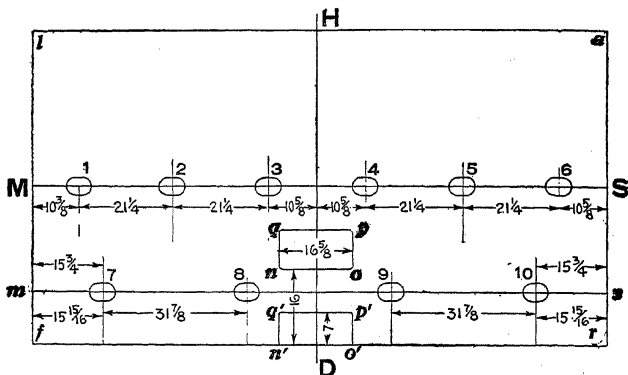 H
l a
1 2 3 4 5 6
M S
10 3/8 21 1/4 21 1/4 10 5/8 10 5/8 21 1/4 21 1/4 10 5/8
q p
16 5/8
n o
15 3/4 15 3/4
7 8 9 10
m s
16
q' p'
15 15/16 31 7/8 7 31 7/8 15 15/16
f r
n' o'
D